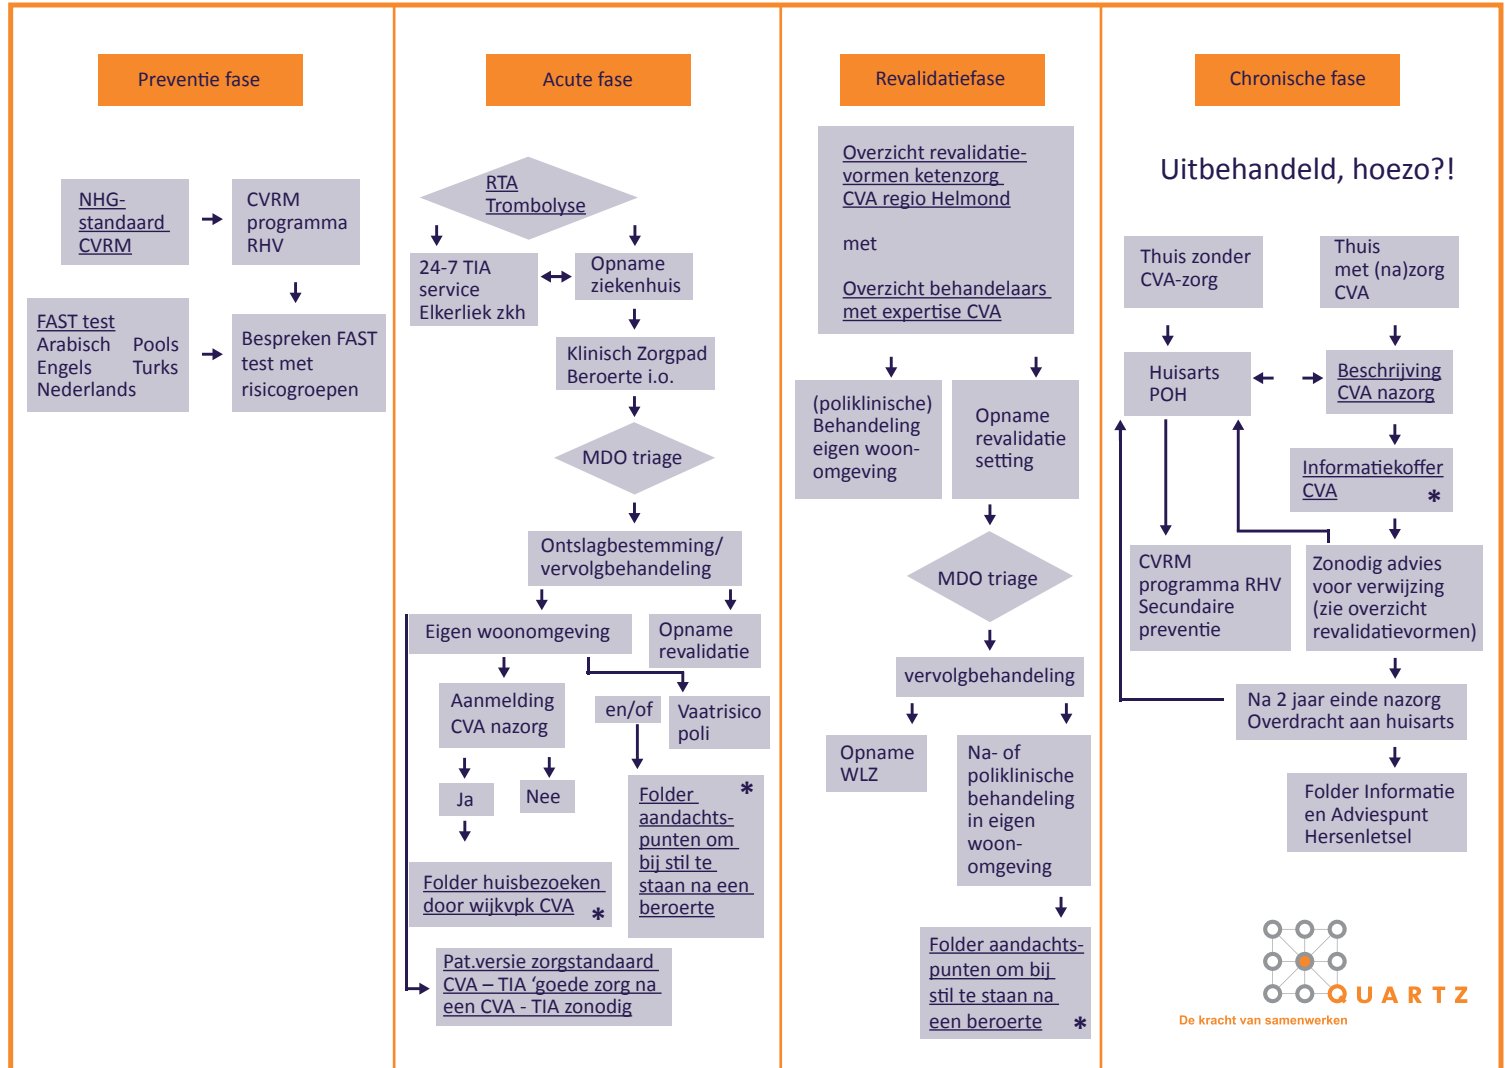 Preventie fase
NHG-
standaard
CVRM
CVRM
programma
RHV
FAST test
Arabisch Pools
Engels Turks
Nederlands
Bespreken FAST
test met
risicogroepen
Acute fase
RTA
Trombolyse
24-7 TIA
service
Elkerliek zkh
Opname
ziekenhuis
Klinisch Zorgpad
Beroerte i.o.
MDO triage
Ontslagbestemming/
vervolgbehandeling
Eigen woonomgeving
Opname
revalidatie
Aanmelding
CVA nazorg
en/of
Vaatrisico
poli
Ja
Nee
Folder *
aandachts-
punten om
bij stil te
staan na een
beroerte
Folder huisbezoeken
door wijkvpk CVA *
Pat.versie zorgstandaard
CVA – TIA ‘goede zorg na
een CVA - TIA zonodig
Revalidatiefase
Overzicht revalidatie-
vormen ketenzorg
CVA regio Helmond
met
Overzicht behandelaars
met expertise CVA
(poliklinische)
Behandeling
eigen woon-
omgeving
Opname
revalidatie
setting
MDO triage
vervolgbehandeling
Opname
WLZ
Na- of
poliklinische
behandeling
in eigen
woon-
omgeving
Folder aandachts-
punten om bij
stil te staan na
een beroerte *
Chronische fase
Uitbehandeld, hoezo?!
Thuis zonder
CVA-zorg
Thuis
met (na)zorg
CVA
Huisarts
POH
Beschrijving
CVA nazorg
Informatiekoffer
CVA *
CVRM
programma RHV
Secundaire
preventie
Zonodig advies
voor verwijzing
(zie overzicht
revalidatievormen)
Na 2 jaar einde nazorg
Overdracht aan huisarts
Folder Informatie
en Adviespunt
Hersenletsel
QUARTZ
De kracht van samenwerken